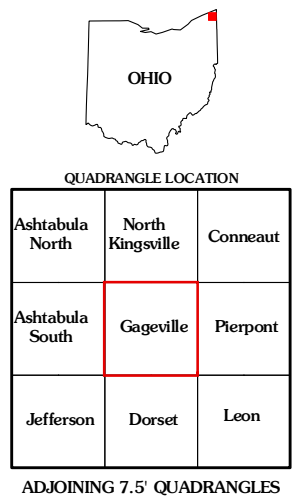 OHIO
QUADRANGLE LOCATION
Ashtabula
North
North
Kingsville
Conneaut
Ashtabula
South
Gageville
Pierpont
Jefferson
Dorset
Leon
ADJOINING 7.5' QUADRANGLES